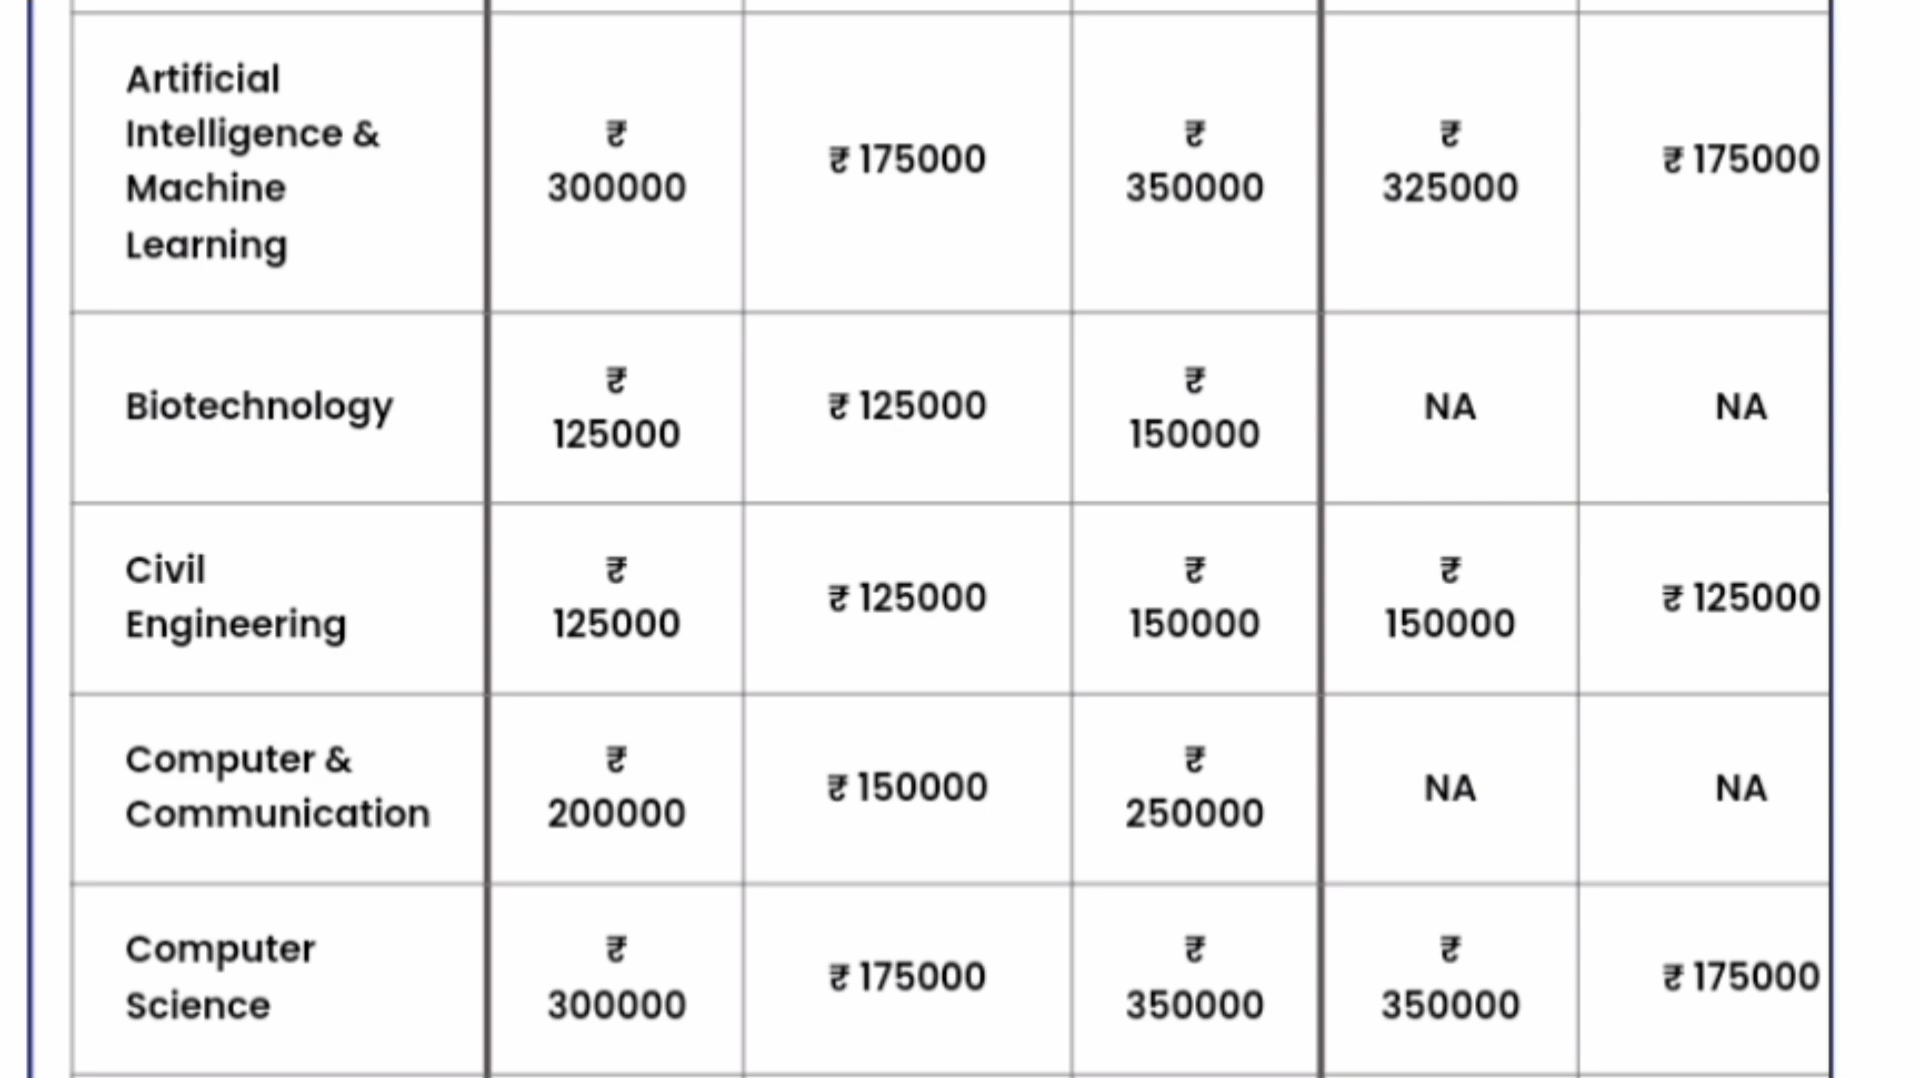 Artificial
Intelligence &
Machine
Learning
₹
300000
₹ 175000
₹
350000
₹
325000
₹ 175000
Biotechnology
₹
125000
₹ 125000
₹
150000
NA
NA
Civil
Engineering
₹
125000
₹ 125000
₹
150000
₹
150000
₹ 125000
Computer &
Communication
₹
200000
₹ 150000
₹
250000
NA
NA
Computer
Science
₹
300000
₹ 175000
₹
350000
₹
350000
₹ 175000